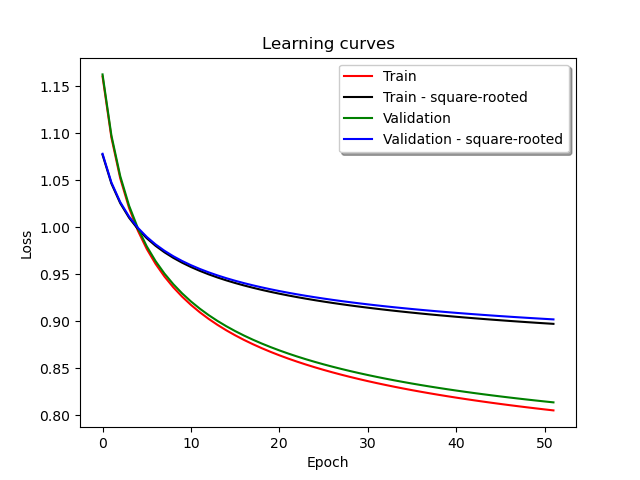 Learning curves
Train
Train - square-rooted
Validation
Validation - square-rooted
Loss
1.15
1.10
1.05
1.00
0.95
0.90
0.85
0.80
0 10 20 30 40 50
Epoch